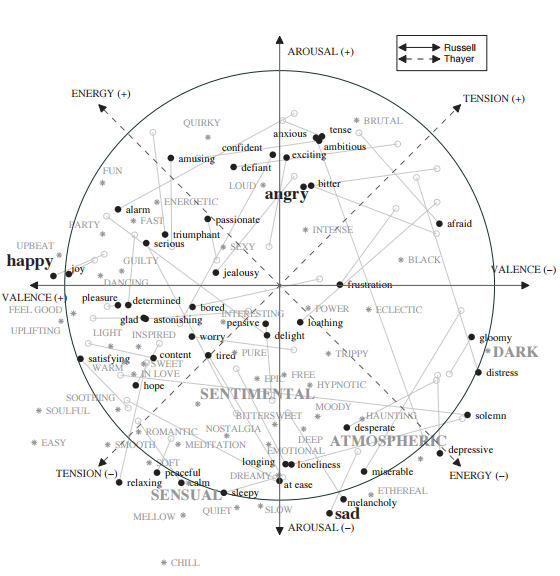 Russell
Thayer
AROUSAL (+)
ENERGY (+)
TENSION (+)
QUIRKY
BRUTAL
anxious
tense
confident
ambitious
amusing
exciting
defiant
FUN
LOUD
bitter
angry
ENERGETIC
alarm
FAST
passionate
PARTY
afraid
triumphant
INTENSE
serious
UPBEAT
SEXY
happy
GUILTY
BLACK
joy
jealousy
VALENCE (−)
DANCING
frustration
VALENCE (+)
pleasure
determined
bored
FEEL GOOD
INTERESTING
POWER
ECLECTIC
glad
astonishing
pensive
loathing
UPLIFTING
LIGHT
INSPIRED
worry
delight
gloomy
satisfying
content
tired
PURE
TRIPPY
DARK
WARM
SWEET
IN LOVE
EPIC
FREE
distress
hope
HYPNOTIC
SENTIMENTAL
SOOTHING
SOULFUL
BITTERSWEET
MOODY
HAUNTING
solemn
NOSTALGIA
desperate
ROMANTIC
DEEP
ATMOSPHERIC
EASY
SMOOTH
MEDITATION
EMOTIONAL
depressive
SOFT
longing
loneliness
TENSION (−)
peaceful
DREAMY
miserable
ENERGY (−)
relaxing
calm
at ease
SENSUAL
sleepy
ETHEREAL
melancholy
QUIET
SLOW
MELLOW
sad
AROUSAL (−)
CHILL